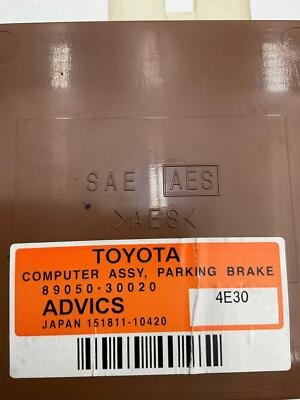 SAE AES
>AES<
TOYOTA
COMPUTER ASSY, PARKING BRAKE
89050-30020
ADVICS
4E30
JAPAN 151811-10420